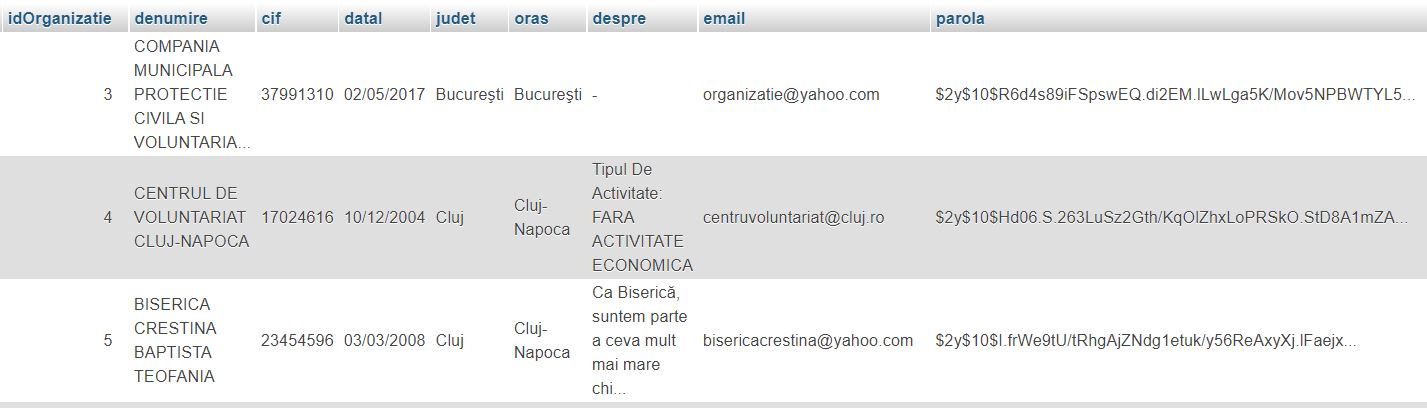 idOrganizatie denumire cif datal judet oras despre email parola
COMPANIA
MUNICIPALA
PROTECTIE
CIVILA SI
VOLUNTARIA...
3 37991310 02/05/2017 Bucureşti Bucureşti - organizatie@yahoo.com $2y$10$R6d4s89iFSpswEQ.di2EM.lLwLga5K/Mov5NPBWTYL5...
CENTRUL DE
VOLUNTARIAT
CLUJ-NAPOCA
4 17024616 10/12/2004 Cluj
Cluj-
Napoca
Tipul De
Activitate:
FARA
ACTIVITATE
ECONOMICA
centruvoluntariat@cluj.ro $2y$10$Hd06.S.263LuSz2Gth/KqOlZhxLoPRSkO.StD8A1mZA...
BISERICA
CRESTINA
BAPTISTA
TEOFANIA
5 23454596 03/03/2008 Cluj
Cluj-
Napoca
Ca Biserică,
suntem parte
a ceva mult
mai mare
chi...
bisericacrestina@yahoo.com $2y$10$l.frWe9tU/tRhgAjZNdg1etuk/y56ReAxyXj.lFaejx...